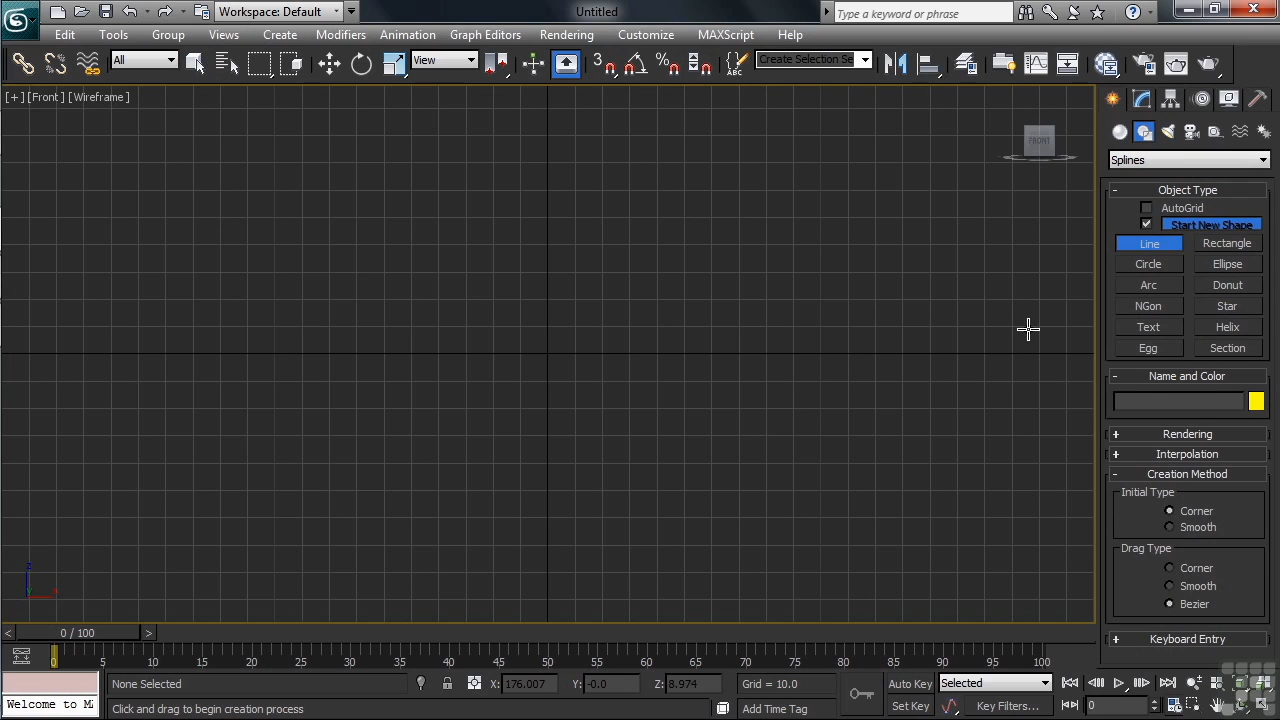 Workspace: Default
Untitled
Type a keyword or phrase
Edit Tools Group Views Create Modifiers Animation Graph Editors Rendering Customize MAXScript Help
All
View
3
Create Selection Se
[+] [Front] [Wireframe]
FRONT
Splines
Object Type
AutoGrid
Start New Shape
Line Rectangle
Circle Ellipse
Arc Donut
NGon Star
Text Helix
Egg Section
Name and Color
Rendering
Interpolation
Creation Method
Initial Type
Corner
Smooth
Drag Type
Corner
Smooth
Bezier
Keyboard Entry
z
x
< 0 / 100 >
0 5 10 15 20 25 30 35 40 45 50 55 60 65 70 75 80 85 90 95 100
None Selected X: 176.007 Y: -0.0 Z: 8.974 Grid = 10.0 Auto Key Selected
Welcome to M
Click and drag to begin creation process Add Time Tag Set Key Key Filters... 0